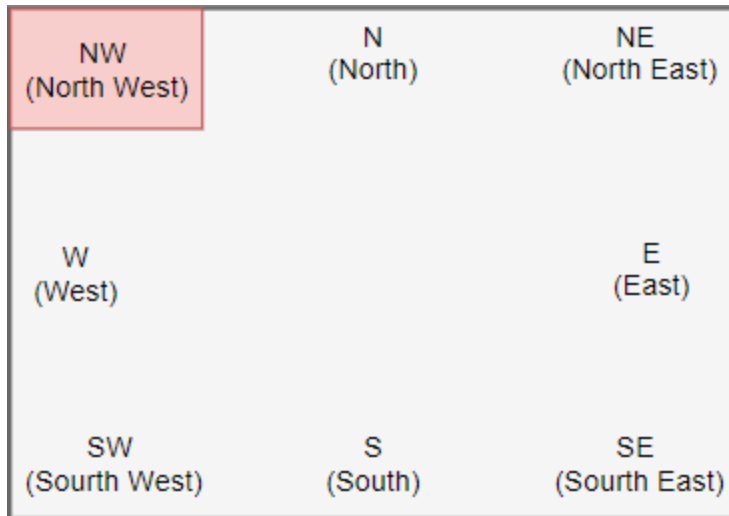 NW
(North West)
N
(North)
NE
(North East)
W
(West)
E
(East)
SW
(Sourth West)
S
(South)
SE
(Sourth East)